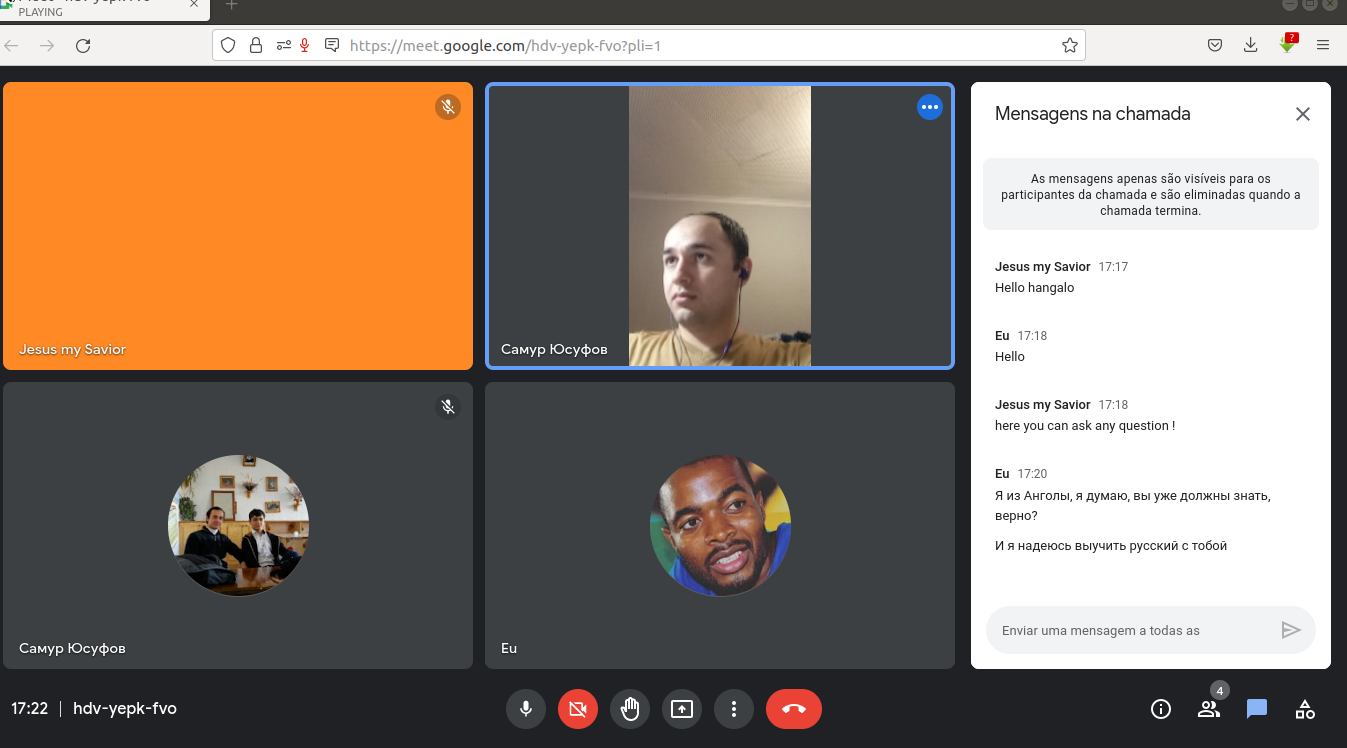 PLAYING
https://meet.google.com/hdv-yepk-fvo?pli=1
?
Jesus my Savior
Самур Юсуфов
Самур Юсуфов
Eu
Mensagens na chamada
As mensagens apenas são visíveis para os
participantes da chamada e são eliminadas quando a
chamada termina.
Jesus my Savior 17:17
Hello hangalo
Eu 17:18
Hello
Jesus my Savior 17:18
here you can ask any question !
Eu 17:20
Я из Анголы, я думаю, вы уже должны знать,
верно?
И я надеюсь выучить русский с тобой
Enviar uma mensagem a todas as
17:22 | hdv-yepk-fvo
4